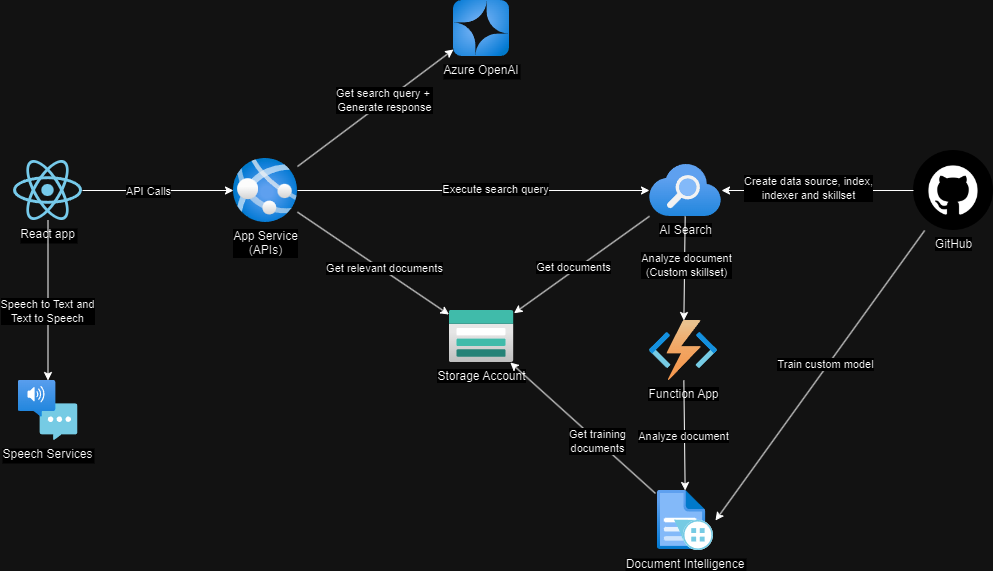 Azure OpenAI
Get search query +
Generate response
React app
API Calls
App Service
(APIs)
Execute search query
AI Search
Create data source, index,
indexer and skillset
GitHub
Get relevant documents
Get documents
Analyze document
(Custom skillset)
Speech to Text and
Text to Speech
Storage Account
Function App
Train custom model
Speech Services
Get training
documents
Analyze document
Document Intelligence